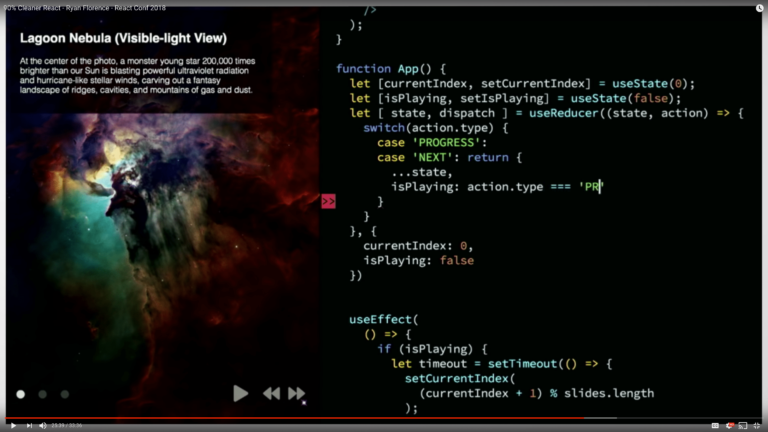 90% Cleaner React - Ryan Florence - React Conf 2018
Lagoon Nebula (Visible-light View)
At the center of the photo, a monster young star 200,000 times
brighter than our Sun is blasting powerful ultraviolet radiation
and hurricane-like stellar winds, carving out a fantasy
landscape of ridges, cavities, and mountains of gas and dust.
/>
);
}
function App() {
let [currentIndex, setCurrentIndex] = useState(0);
let [isPlaying, setIsPlaying] = useState(false);
let [ state, dispatch ] = useReducer((state, action) => {
switch(action.type) {
case 'PROGRESS':
case 'NEXT': return {
...state,
isPlaying: action.type === 'PR'
>> }
}
}, {
currentIndex: 0,
isPlaying: false
})
useEffect(
() => {
if (isPlaying) {
let timeout = setTimeout(() => {
setCurrentIndex(
(currentIndex + 1) % slides.length
);